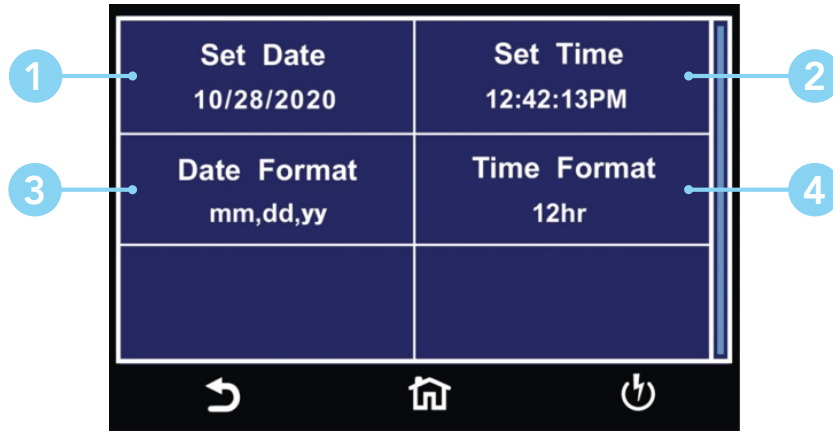 1
Set Date
10/28/2020
Set Time
12:42:13PM
2
3
Date Format
mm,dd,yy
Time Format
12hr
4